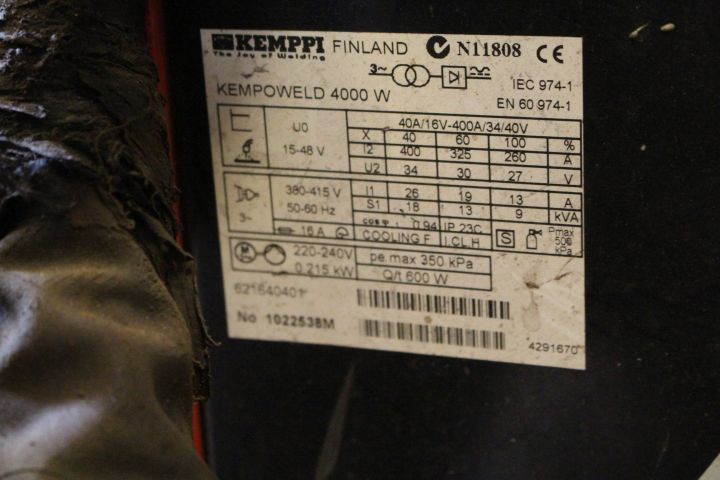 KEMPPI FINLAND N11808 CE
The Joy of Welding
3~
IEC 974-1
KEMPOWELD 4000 W EN 60 974-1
40A/16V-400A/34/40V
U0 X 40 60 100 %
15-48 V I2 400 325 260 A
U2 34 30 27 V
380-415 V I1 26 19 13 A
50-60 Hz S1 18 13 9 kVA
3~
cos φ 0.94 IP 23C
16 A COOLING F I.CL.H S Pmax 500 kPa
M 220-240V pe max 350 kPa
0.215 kW Q/t 600 W
621640401
No 1022538M
4291670